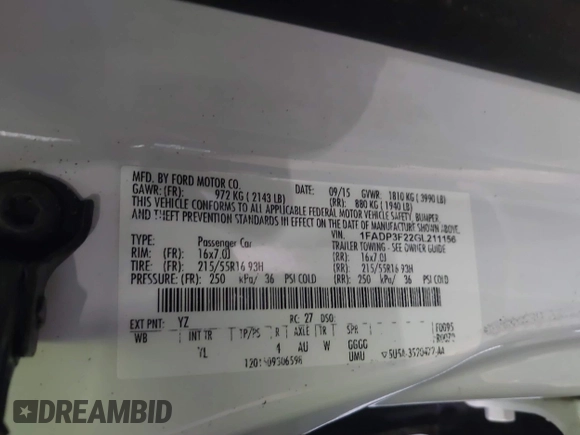 MFD. BY FORD MOTOR CO.
09/15 GVWR: 1810 KG ( 3990 LB)
GAWR: (FR): 972 KG ( 2143 LB) (RR): 880 KG ( 1940 LB)
THIS VEHICLE CONFORMS TO ALL APPLICABLE FEDERAL MOTOR VEHICLE SAFETY, BUMPER,
AND THEFT PREVENTION STANDARDS IN EFFECT ON THE DATE OF MANUFACTURE SHOWN ABOVE.
VIN: 1FADP3F22GL211156
TYPE: Passenger Car TRAILER TOWING - SEE OWNER GUIDE
RIM: (FR): 16x7.0J (RR): 16x7.0J
TIRE: (FR): 215/55R16 93H (RR): 215/55R16 93H
PRESSURE: (FR): 250 kPa/ 36 PSI COLD (RR): 250 kPa/ 36 PSI COLD
EXT PNT: YZ RC: 27 DSO:
WB INT TR TP/PS R AXLE TR SPR
4 AU W GGGG
UMU
DREAMBID